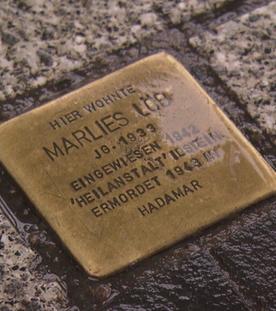 HIER WOHNTE
MARLIES LÖB
JG. 1933
EINGEWIESEN 1942
'HEILANSTALT' IDSTEIN
ERMORDET 1943 IN
HADAMAR